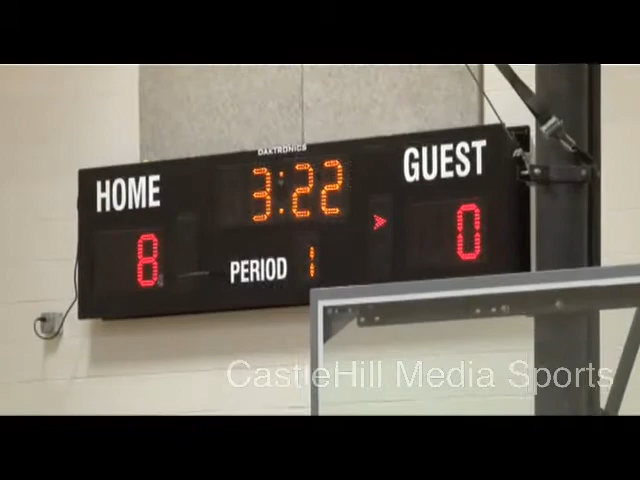 DAKTRONICS
HOME 3:22 GUEST
8 PERIOD 1 0
CastleHill Media Sports